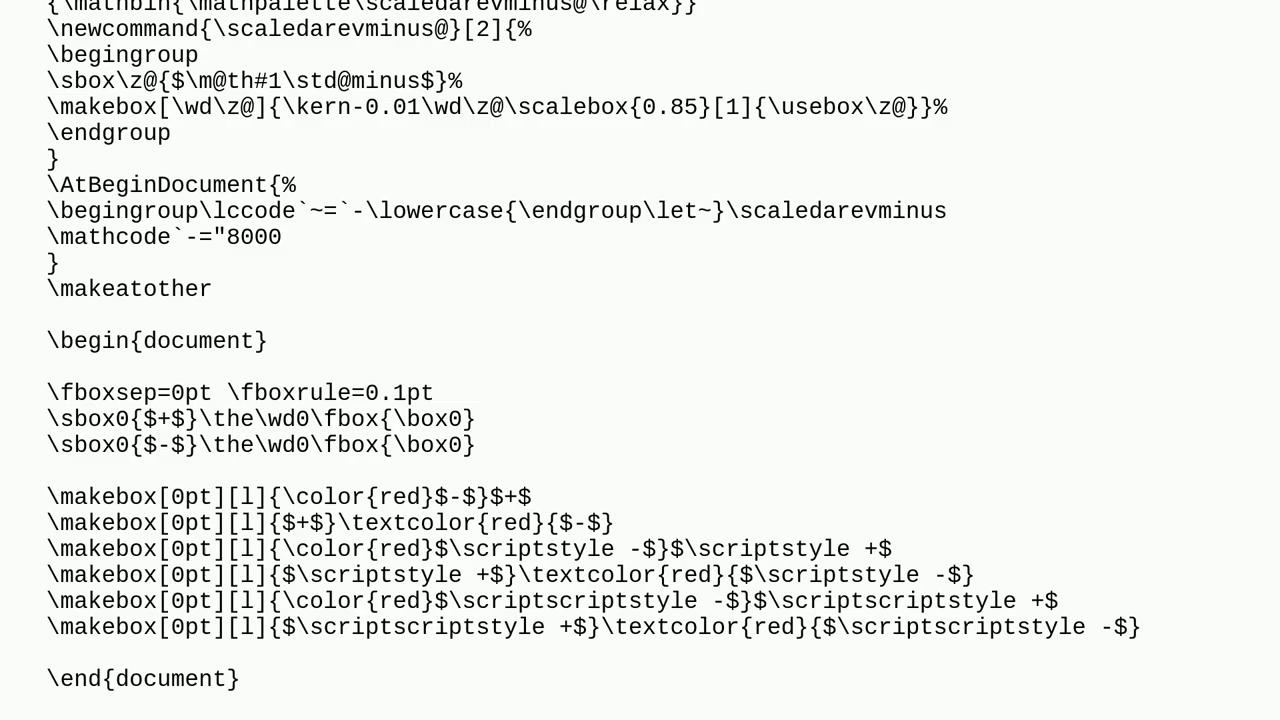 {\mathbin{\mathpalette\scaledarevminus@\relax}}
\newcommand{\scaledarevminus@}[2]{%
\begingroup
\sbox\z@{$\m@th#1\std@minus$}%
\makebox[\wd\z@]{\kern-0.01\wd\z@\scalebox{0.85}[1]{\usebox\z@}}%
\endgroup
}
\AtBeginDocument{%
\begingroup\lccode`~=`-\lowercase{\endgroup\let~}\scaledarevminus
\mathcode`-="8000
}
\makeatother
\begin{document}
\fboxsep=0pt \fboxrule=0.1pt
\sbox0{$+$}\the\wd0\fbox{\box0}
\sbox0{$-$}\the\wd0\fbox{\box0}
\makebox[0pt][l]{\color{red}$-$}$+$
\makebox[0pt][l]{$+$}\textcolor{red}{$-$}
\makebox[0pt][l]{\color{red}$\scriptstyle -$}$\scriptstyle +$
\makebox[0pt][l]{$\scriptstyle +$}\textcolor{red}{$\scriptstyle -$}
\makebox[0pt][l]{\color{red}$\scriptscriptstyle -$}$\scriptscriptstyle +$
\makebox[0pt][l]{$\scriptscriptstyle +$}\textcolor{red}{$\scriptscriptstyle -$}
\end{document}